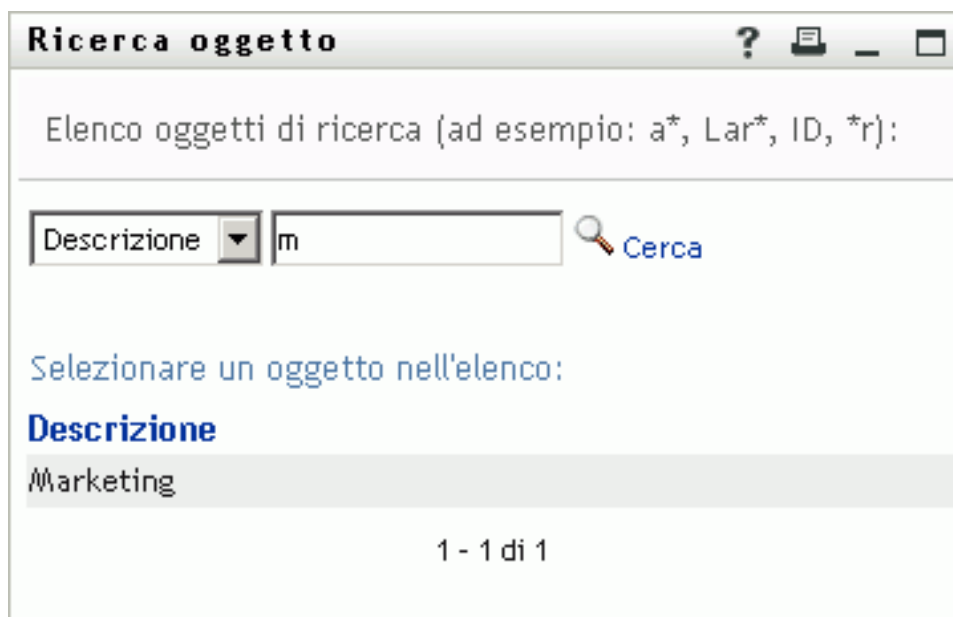 Ricerca oggetto ?
Elenco oggetti di ricerca (ad esempio: a*, Lar*, ID, *r):
Descrizione m Cerca
Selezionare un oggetto nell'elenco:
Descrizione
Marketing
1 - 1 di 1